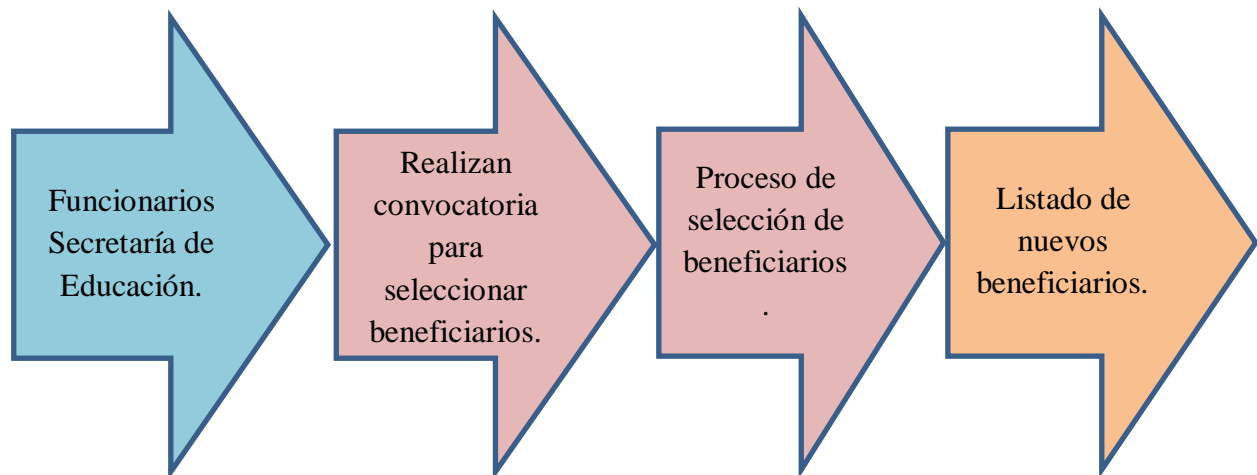 Funcionarios
Secretaría de
Educación.
Realizan
convocatoria
para
seleccionar
beneficiarios.
Proceso de
selección de
beneficiarios
.
Listado de
nuevos
beneficiarios.